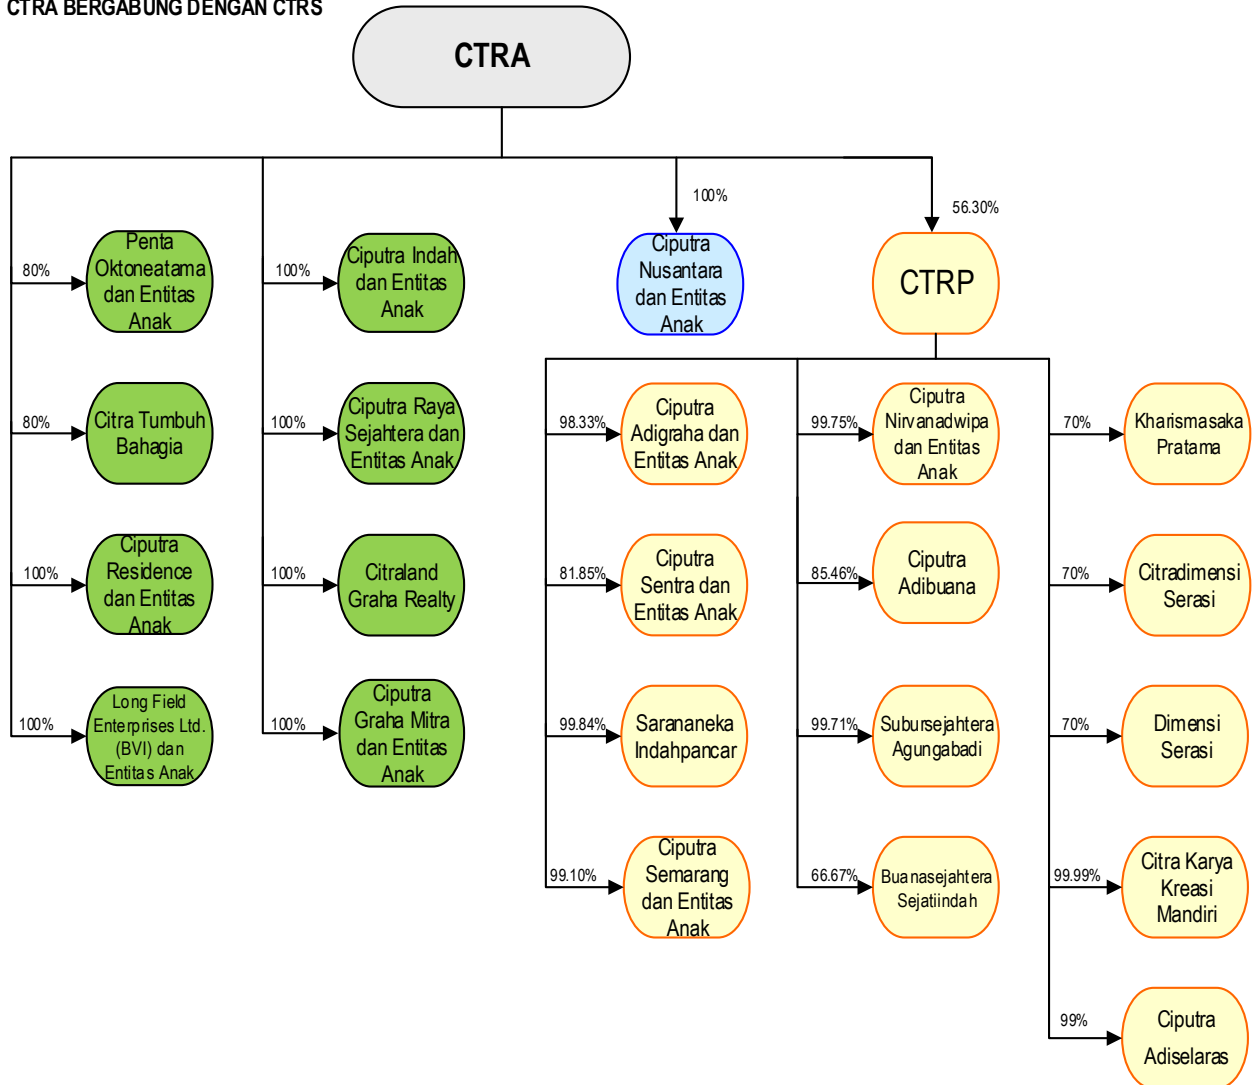 CTRA BERGABUNG DENGAN CTRS
CTRA
100%
56.30%
80%
Penta
Oktoneatama
dan Entitas
Anak
100%
Ciputra Indah
dan Entitas
Anak
Ciputra
Nusantara
dan Entitas
Anak
CTRP
80%
Citra Tumbuh
Bahagia
100%
Ciputra Raya
Sejahtera dan
Entitas Anak
98.33%
Ciputra
Adigraha dan
Entitas Anak
99.75%
Ciputra
Nirvanadwipa
dan Entitas
Anak
70%
Kharismasaka
Pratama
100%
Ciputra
Residence
dan Entitas
Anak
100%
Citraland
Graha Realty
81.85%
Ciputra
Sentra dan
Entitas Anak
85.46%
Ciputra
Adibuana
70%
Citradimensi
Serasi
100%
Long Field
Enterprises Ltd.
(BVI) dan
Entitas Anak
100%
Ciputra
Graha Mitra
dan Entitas
Anak
99.84%
Sarananeka
Indahpancar
99.71%
Subursejahtera
Agungabadi
70%
Dimensi
Serasi
99.10%
Ciputra
Semarang
dan Entitas
Anak
66.67%
Buanasejahtera
Sejatiindah
99.99%
Citra Karya
Kreasi
Mandiri
99%
Ciputra
Adiselaras